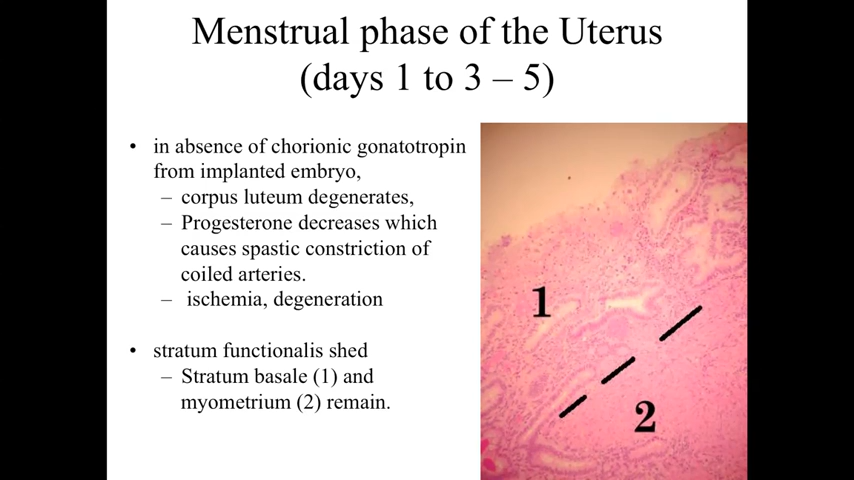 Menstrual phase of the Uterus
(days 1 to 3 – 5)
• in absence of chorionic gonatotropin
from implanted embryo,
– corpus luteum degenerates,
– Progesterone decreases which
causes spastic constriction of
coiled arteries.
– ischemia, degeneration
• stratum functionalis shed
– Stratum basale (1) and
myometrium (2) remain.
1
2